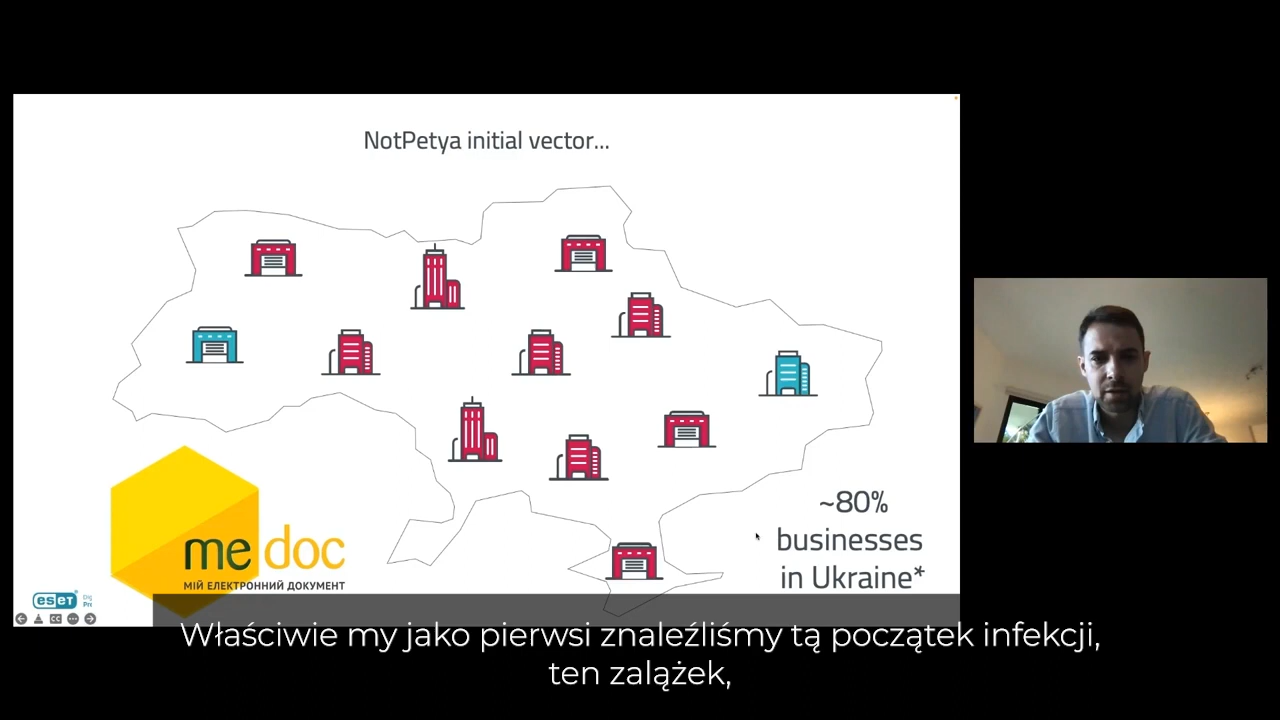 NotPetya initial vector...
~80%
businesses
in Ukraine*
me doc
МІЙ ЕЛЕКТРОННИЙ ДОКУМЕНТ
eseT
Właściwie my jako pierwsi znaleźliśmy tą początek infekcji,
ten zalążek,